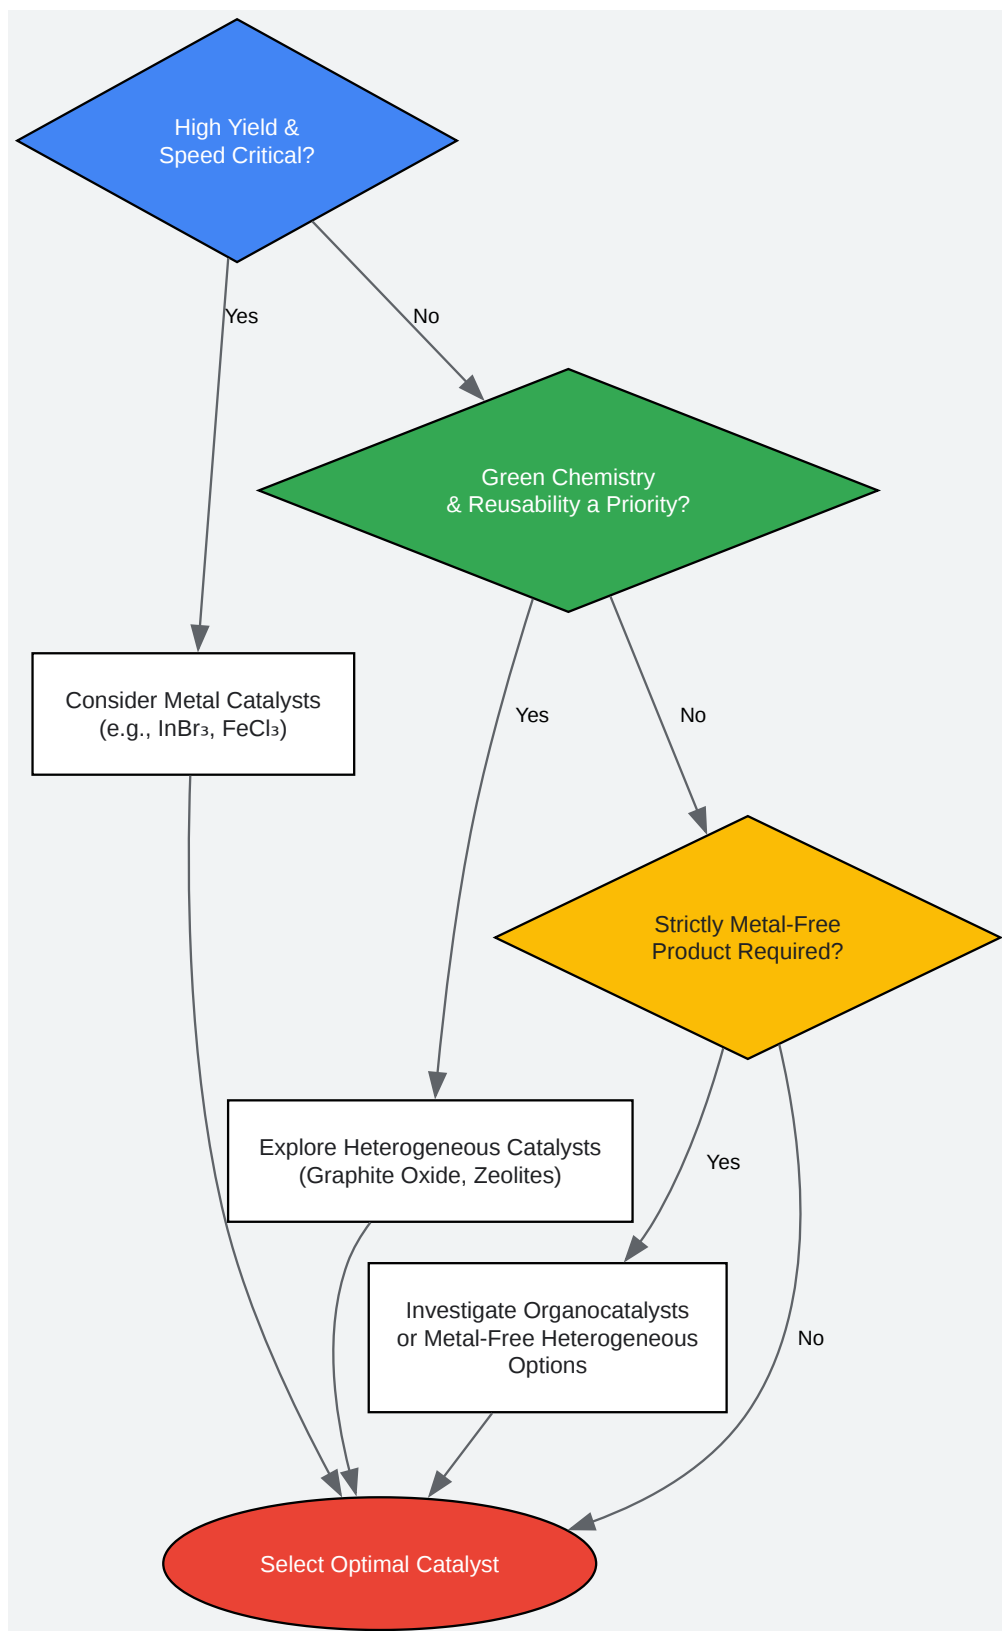 High Yield &
Speed Critical?
Yes
No
Green Chemistry
& Reusability a Priority?
Consider Metal Catalysts
(e.g., InBr₃, FeCl₃)
Yes
No
Strictly Metal-Free
Product Required?
Explore Heterogeneous Catalysts
(Graphite Oxide, Zeolites)
Yes
Investigate Organocatalysts
or Metal-Free Heterogeneous
Options
No
Select Optimal Catalyst